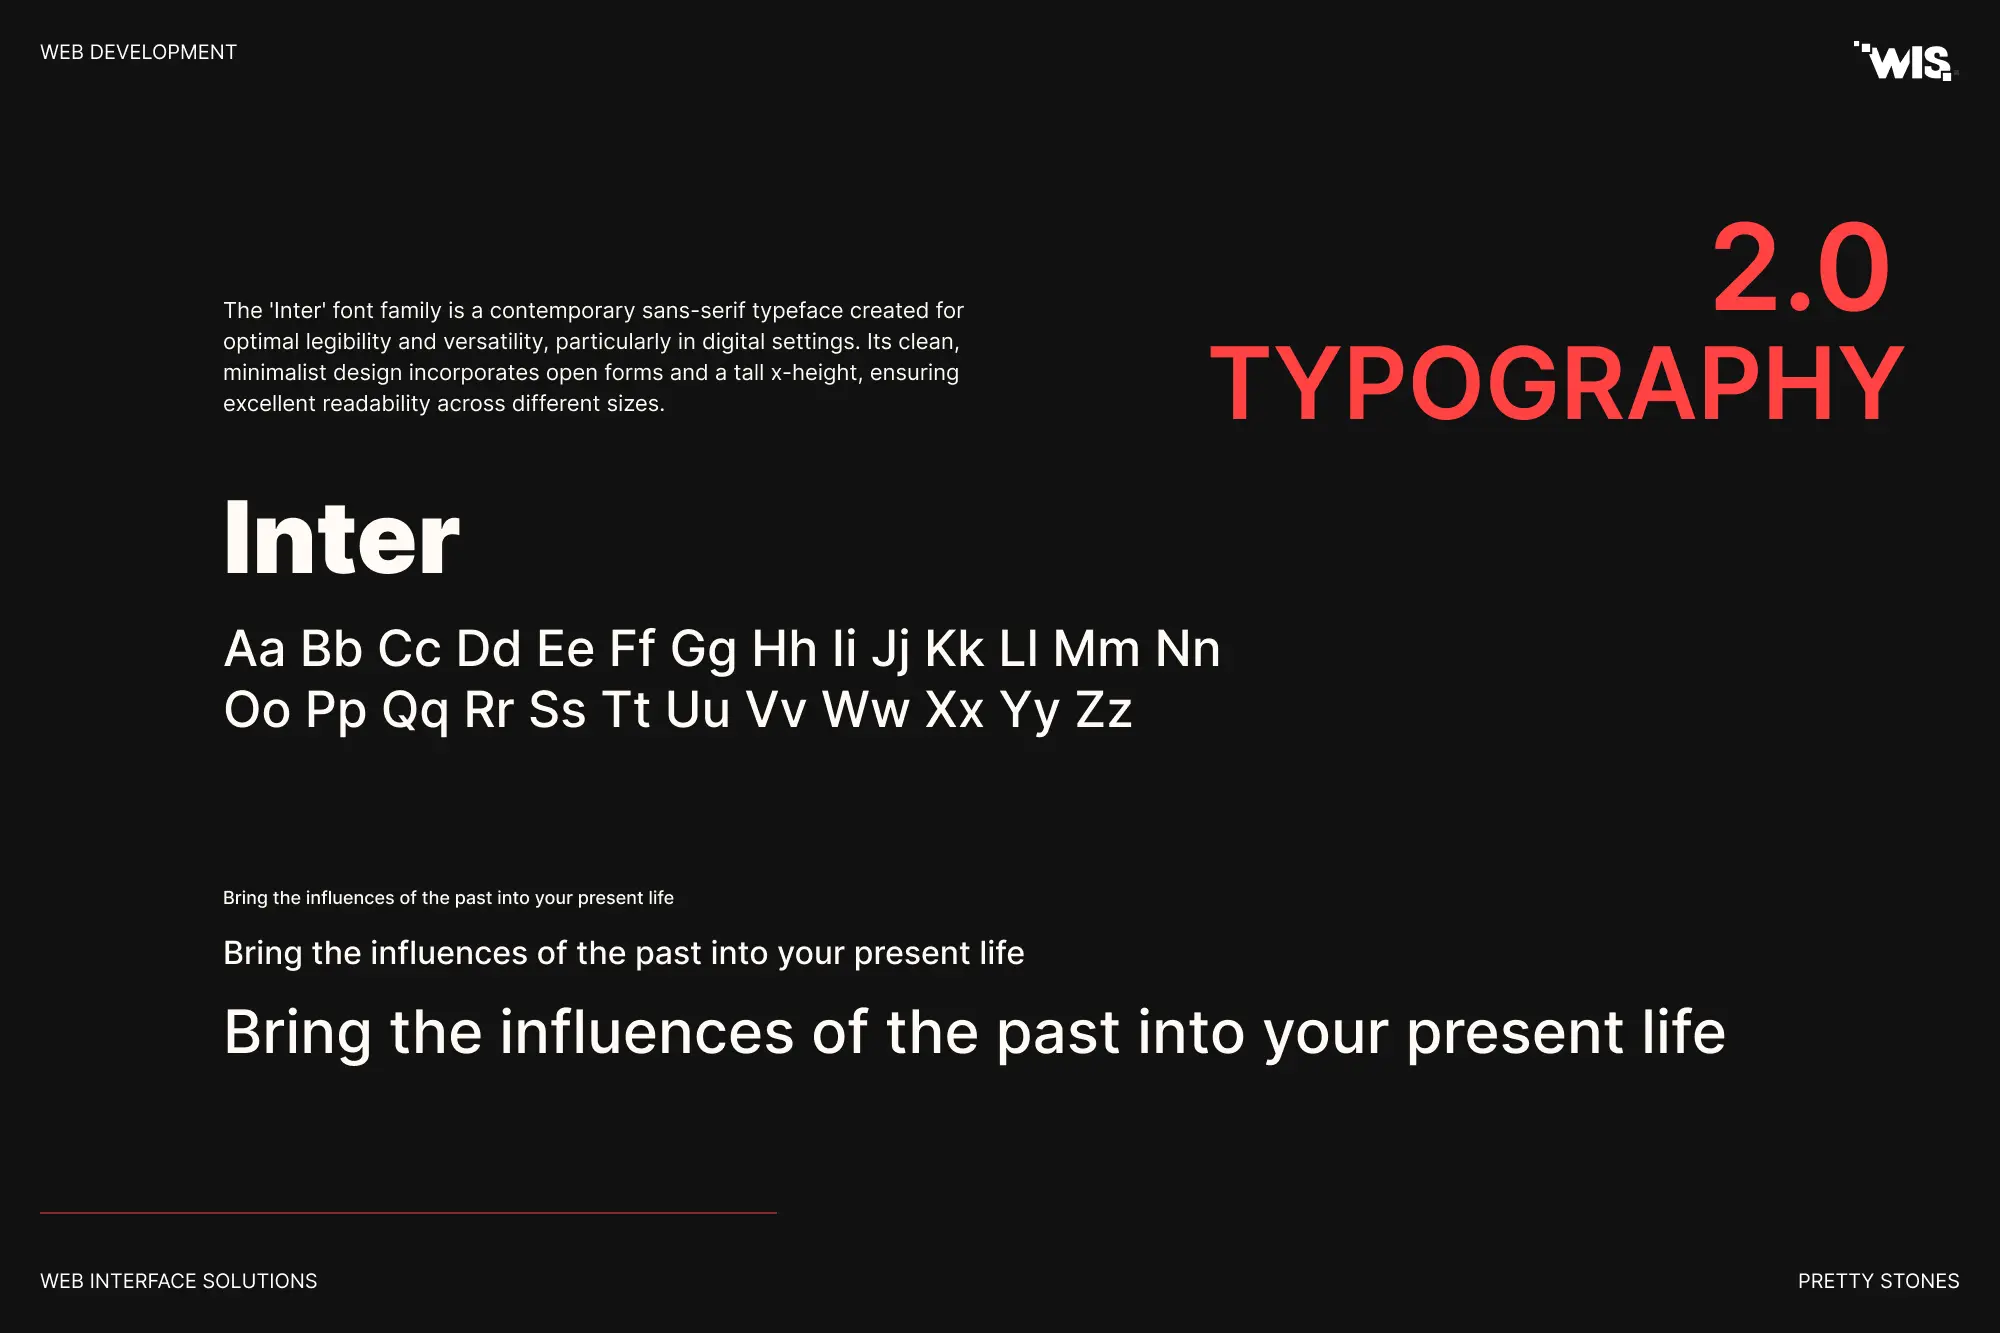 WEB DEVELOPMENT
WIS
2.0
TYPOGRAPHY
The 'Inter' font family is a contemporary sans-serif typeface created for
optimal legibility and versatility, particularly in digital settings. Its clean,
minimalist design incorporates open forms and a tall x-height, ensuring
excellent readability across different sizes.
Inter
Aa Bb Cc Dd Ee Ff Gg Hh Ii Jj Kk Ll Mm Nn
Oo Pp Qq Rr Ss Tt Uu Vv Ww Xx Yy Zz
Bring the influences of the past into your present life
Bring the influences of the past into your present life
Bring the influences of the past into your present life
WEB INTERFACE SOLUTIONS
PRETTY STONES